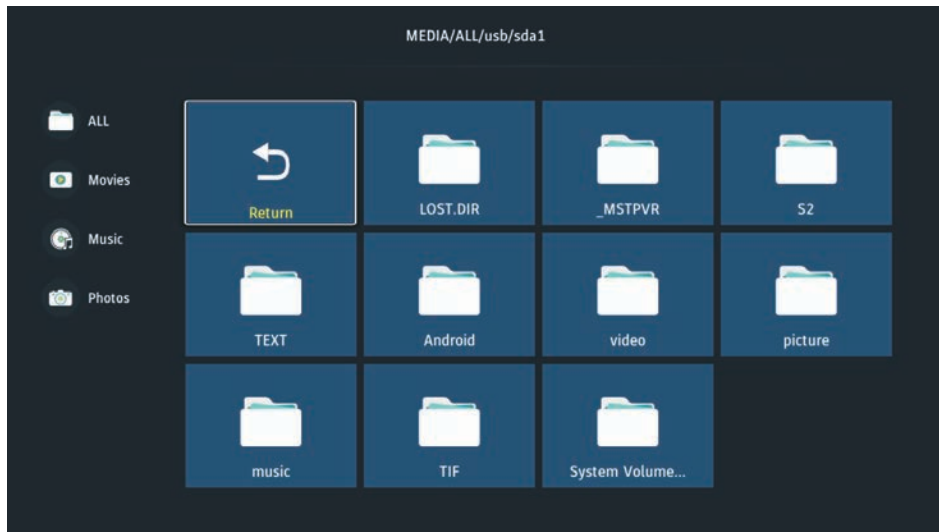 MEDIA/ALL/usb/sda1
ALL
Movies
Music
Photos
Return
LOST.DIR
_MSTPVR
S2
TEXT
Android
video
picture
music
TIF
System Volume...